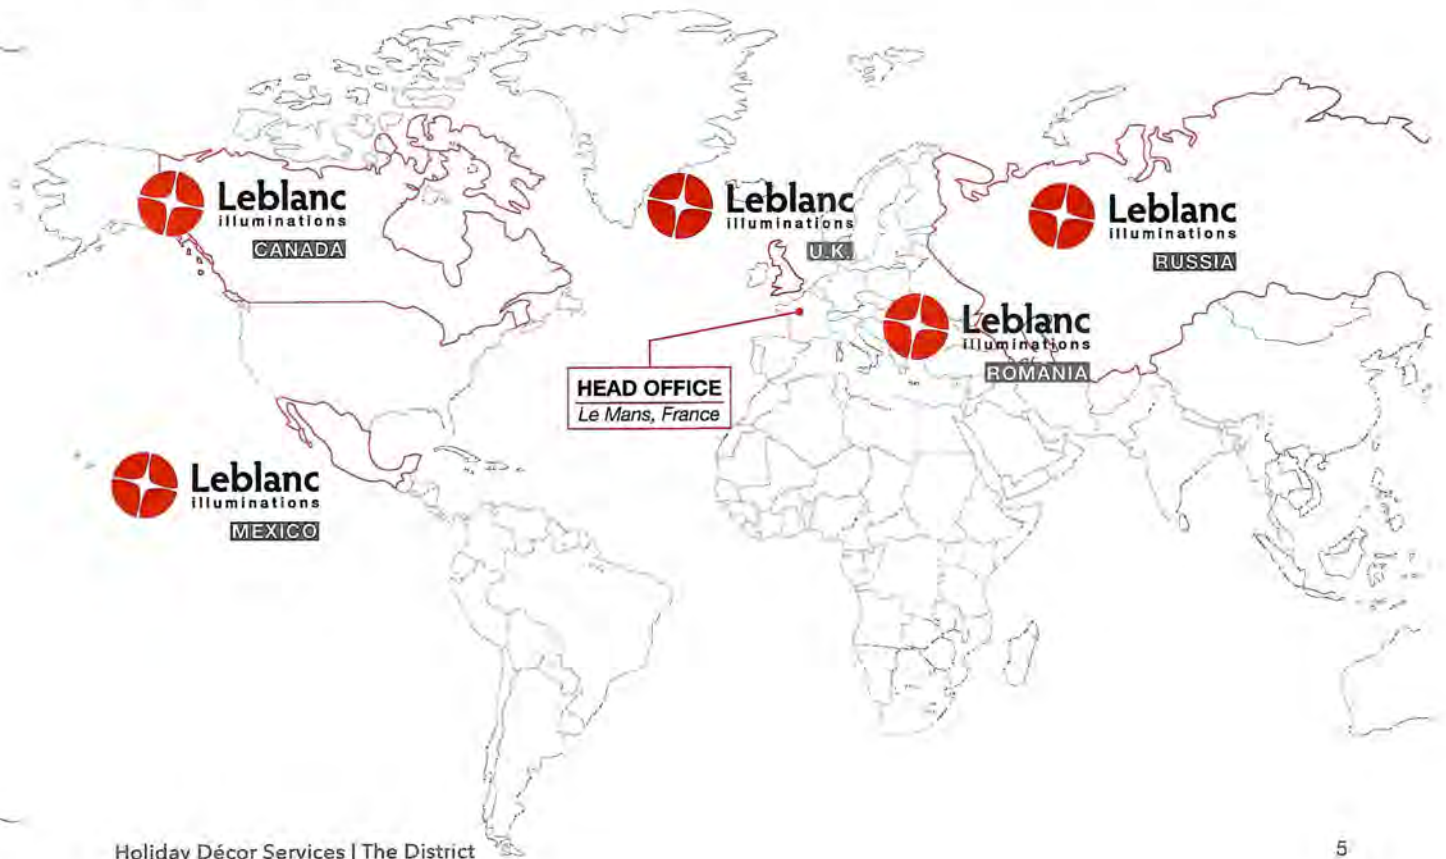 Leblanc
illuminations
CANADA
Leblanc
illuminations
U.K.
Leblanc
illuminations
RUSSIA
Leblanc
illuminations
ROMANIA
HEAD OFFICE
Le Mans, France
Leblanc
illuminations
MEXICO
Holiday Décor Services | The District
5